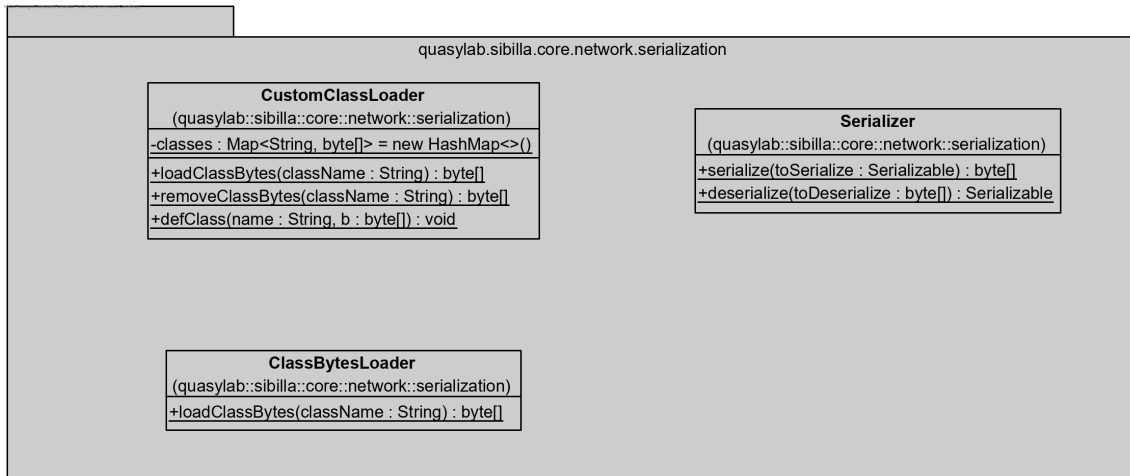 quasylab.sibilla.core.network.serialization
CustomClassLoader
(quasylab::sibilla::core::network::serialization)
-classes : Map<String, byte[]> = new HashMap<>()
+loadClassBytes(className : String) : byte[]
+removeClassBytes(className : String) : byte[]
+defClass(name : String, b : byte[]) : void
Serializer
(quasylab::sibilla::core::network::serialization)
+serialize(toSerialize : Serializable) : byte[]
+deserialize(toDeserialize : byte[]) : Serializable
ClassBytesLoader
(quasylab::sibilla::core::network::serialization)
+loadClassBytes(className : String) : byte[]